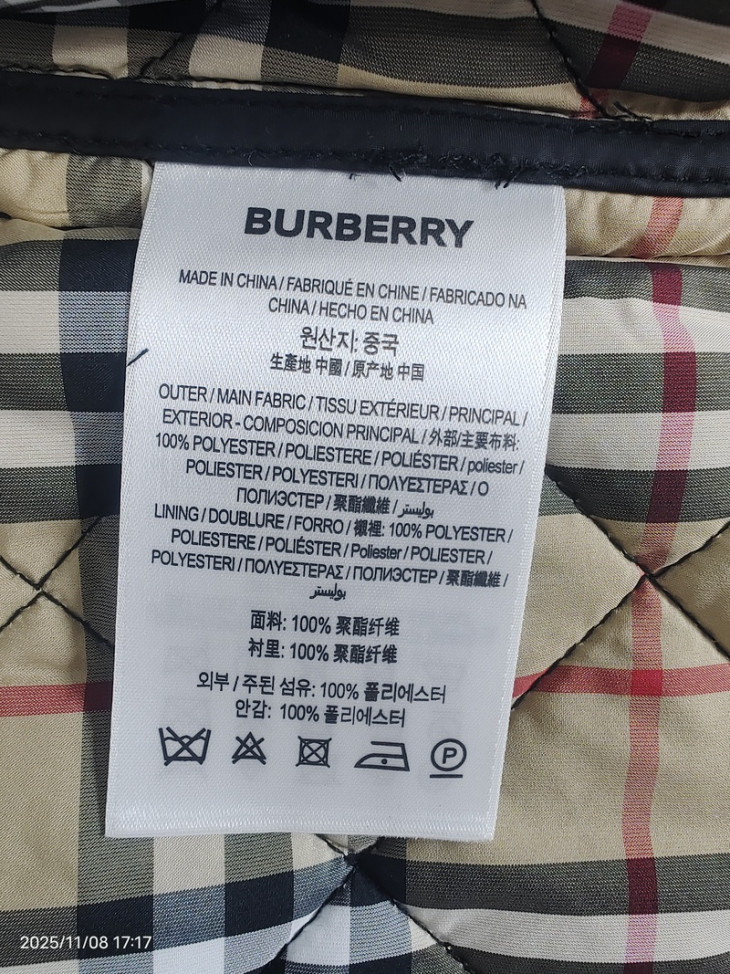 BURBERRY
MADE IN CHINA / FABRIQUÉ EN CHINE / FABRICADO NA
CHINA / HECHO EN CHINA
원산지: 중국
生產地 中國 / 原产地 中国
OUTER / MAIN FABRIC / TISSU EXTÉRIEUR / PRINCIPAL /
EXTERIOR - COMPOSICION PRINCIPAL / 外部/主要布料:
100% POLYESTER / POLIESTERE / POLIÉSTER / poliester /
POLIESTER / POLYESTERI / ΠΟΛΥΕΣΤΕΡΑΣ / O
ПОЛИЭСТЕР / 聚酯纖維 / بوليستر
LINING / DOUBLURE / FORRO / 襯裡: 100% POLYESTER /
POLIESTERE / POLIÉSTER / Poliester / POLIESTER /
POLYESTERI / ΠΟΛΥΕΣΤΕΡΑΣ / ПОЛИЭСТЕР / 聚酯纖維 /
بوليستر
面料: 100% 聚酯纤维
衬里: 100% 聚酯纤维
외부 / 주된 섬유: 100% 폴리에스터
안감: 100% 폴리에스터
P
2025/11/08 17:17